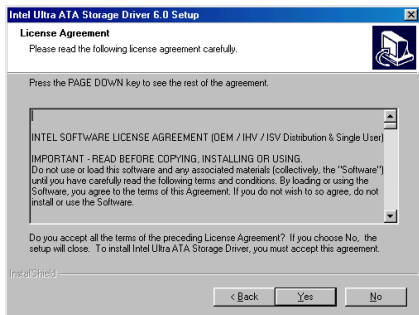 Intel Ultra ATA Storage Driver 6.0 Setup
License Agreement
Please read the following license agreement carefully.
Press the PAGE DOWN key to see the rest of the agreement.
INTEL SOFTWARE LICENSE AGREEMENT (OEM / IHV / ISV Distribution & Single User)
IMPORTANT - READ BEFORE COPYING, INSTALLING OR USING.
Do not use or load this software and any associated materials (collectively, the "Software")
until you have carefully read the following terms and conditions. By loading or using the
Software, you agree to the terms of this Agreement. If you do not wish to so agree, do not
install or use the Software.
Do you accept all the terms of the preceding License Agreement? If you choose No, the
setup will close. To install Intel Ultra ATA Storage Driver, you must accept this agreement.
InstallShield
< Back
Yes
No